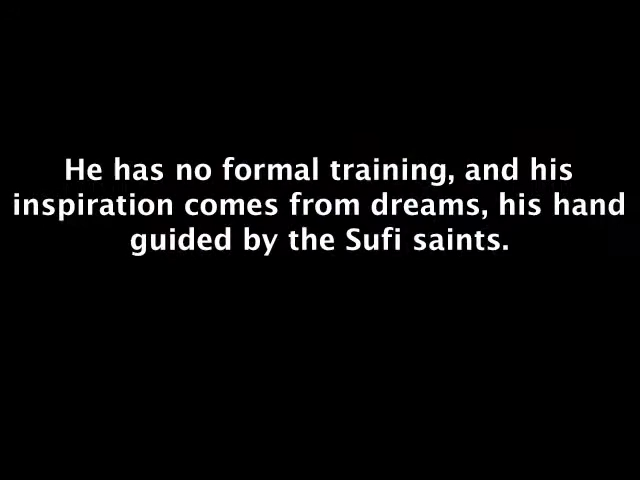 He has no formal training, and his
inspiration comes from dreams, his hand
guided by the Sufi saints.